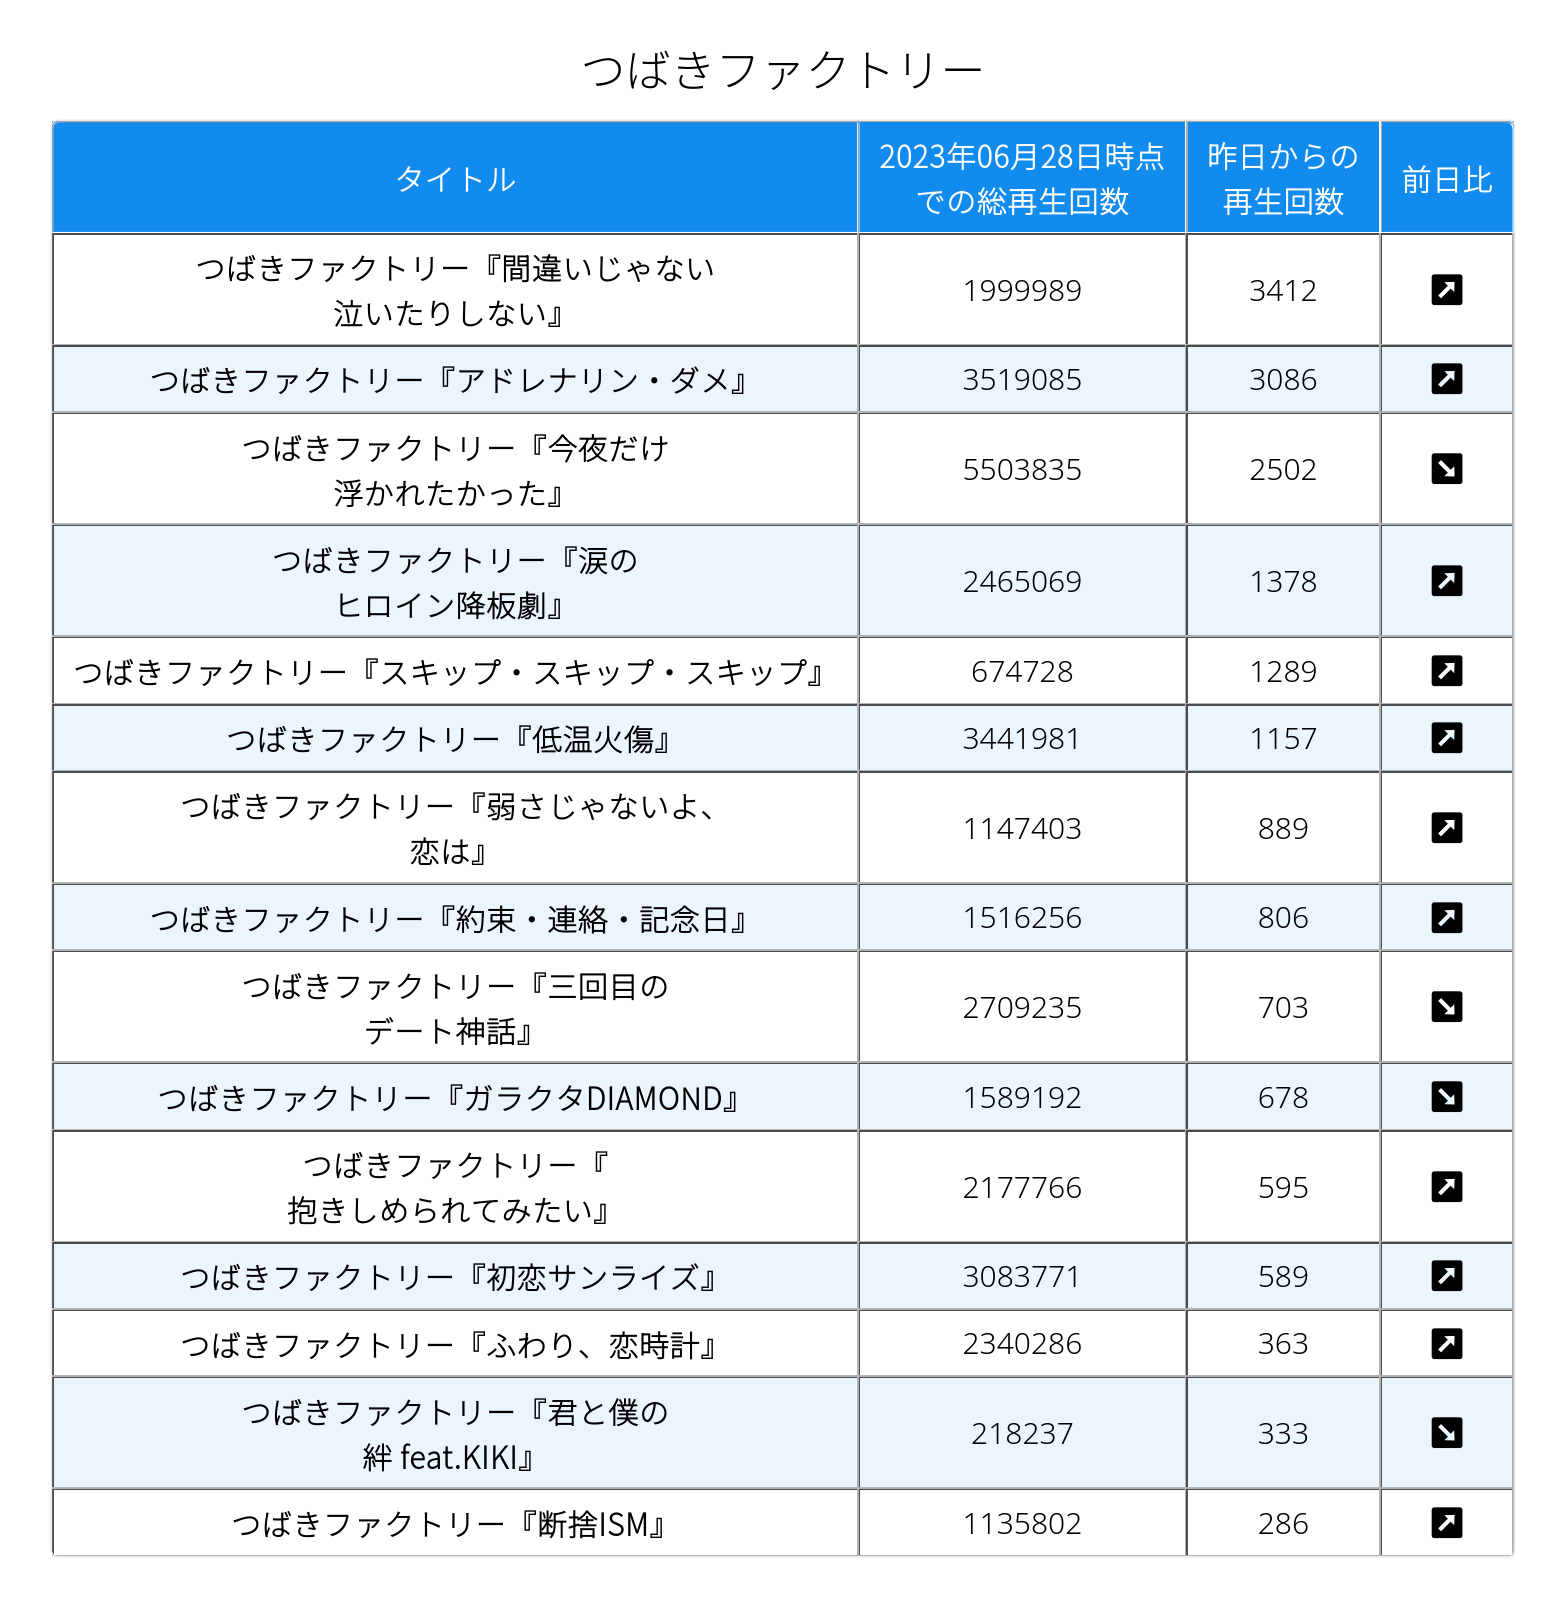 つばきファクトリー
タイトル
2023年06月28日時点
での総再生回数
昨日からの
再生回数
前日比
つばきファクトリー『間違いじゃない
泣いたりしない』
1999989
3412
つばきファクトリー『アドレナリン・ダメ』
3519085
3086
つばきファクトリー『今夜だけ
浮かれたかった』
5503835
2502
つばきファクトリー『涙の
ヒロイン降板劇』
2465069
1378
つばきファクトリー『スキップ・スキップ・スキップ』
674728
1289
つばきファクトリー『低温火傷』
3441981
1157
つばきファクトリー『弱さじゃないよ、
恋は』
1147403
889
つばきファクトリー『約束・連絡・記念日』
1516256
806
つばきファクトリー『三回目の
デート神話』
2709235
703
つばきファクトリー『ガラクタDIAMOND』
1589192
678
つばきファクトリー『
抱きしめられてみたい』
2177766
595
つばきファクトリー『初恋サンライズ』
3083771
589
つばきファクトリー『ふわり、恋時計』
2340286
363
つばきファクトリー『君と僕の
絆 feat.KIKI』
218237
333
つばきファクトリー『断捨ISM』
1135802
286